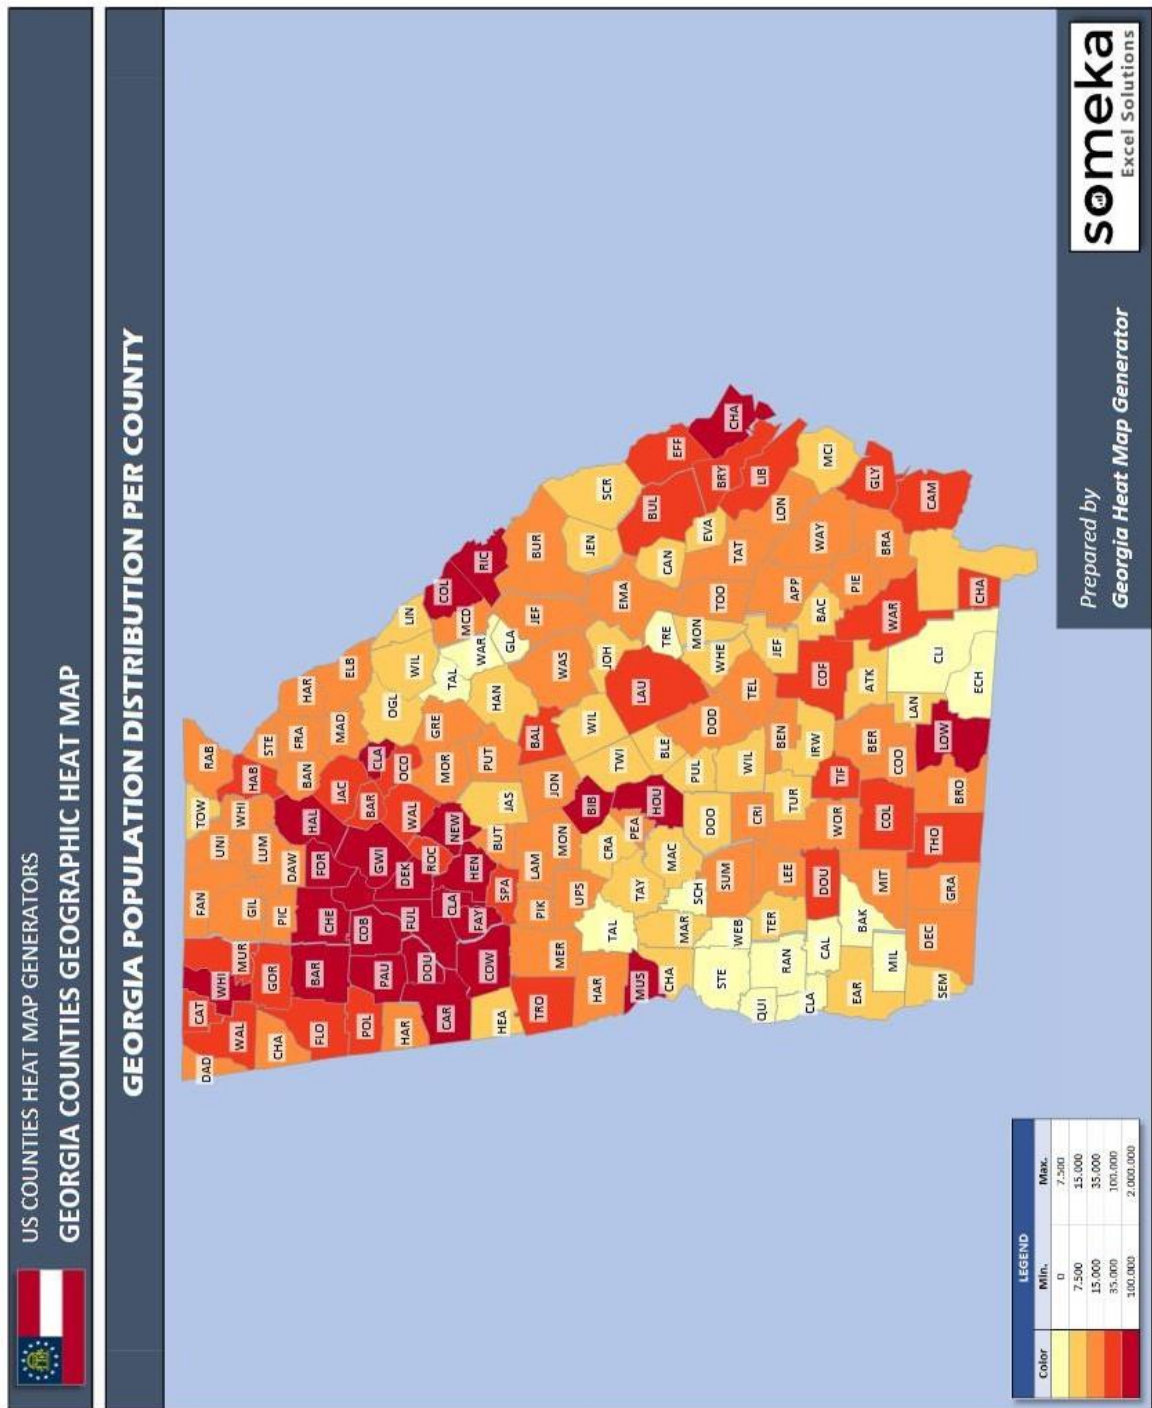 US COUNTIES HEAT MAP GENERATORS
GEORGIA COUNTIES GEOGRAPHIC HEAT MAP
GEORGIA POPULATION DISTRIBUTION PER COUNTY
DAD CAT FAN TOW RAB
WAL WHI MUR UNI WHI HAB
CHA GOR GIL LUM STE
PIC DAW BAN FRA HAR
FLO BAR CHE FOR HAL JAC MAD ELB
POL PAU COB GWI BAR CLA
HAR FUL DEK WAL OCO OGL WIL LIN
CAR DOU CLA ROC NEW MOR GRE TAL COL
HEA COW FAY HEN BUT PUT HAN WAR MCD RIC
SPA JAS GLA
TRO PIK LAM BAL JEF BUR
MER UPS MON JON WAS
HAR TAL CRA BIB WIL JOH JEN SCR
MUS TAY PEA TWI EMA
CHA MAC HOU LAU BUL
MAR SCH BLE TRE CAN EFF
STE WEB SUM DOO PUL DOD MON EVA
WHE TOO BRY CHA
QUI TER CRI WIL TEL TAT LIB
RAN LEE TUR BEN JEF APP LON
CLA CAL DOU IRW COF BAC WAY MCI
EAR BAK WOR TIF ATK PIE
MIL MIT COL BER WAR BRA GLY
SEM DEC COO LAN CAM
GRA THO BRO LOW CLI
ECH CHA
LEGEND
Color Min. Max.
0 7.500
7.500 15.000
15.000 35.000
35.000 100.000
100.000 2.000.000
Prepared by
Georgia Heat Map Generator
someka
Excel Solutions